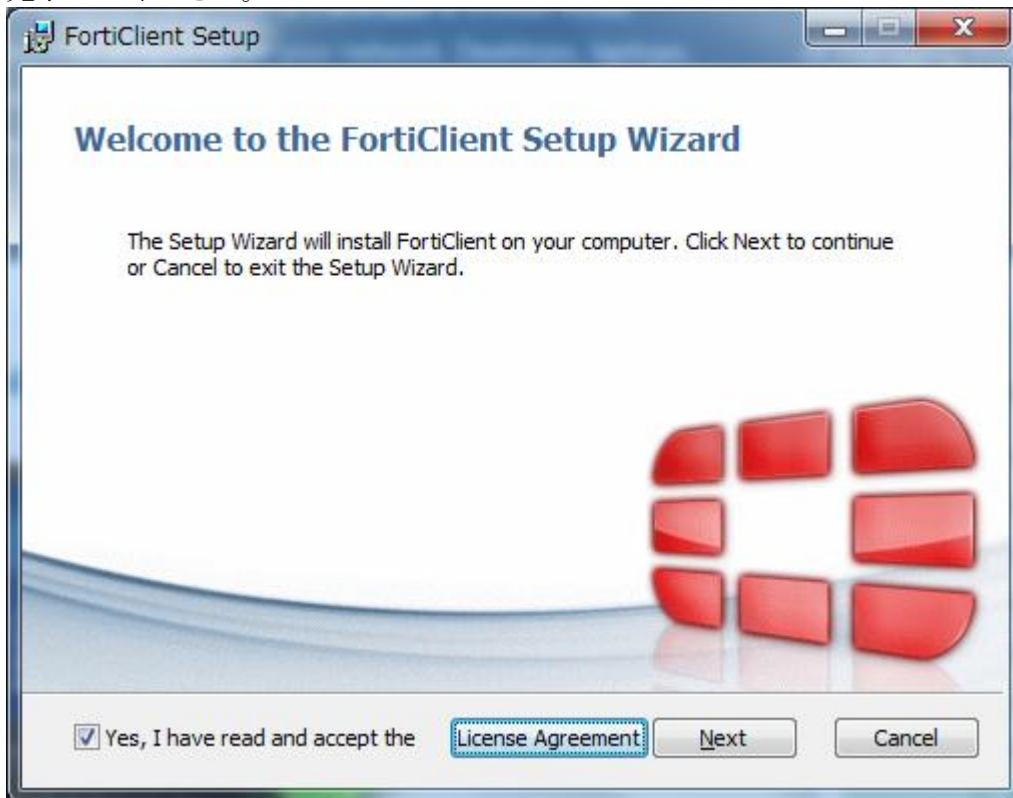 FortiClient Setup
Welcome to the FortiClient Setup Wizard
The Setup Wizard will install FortiClient on your computer. Click Next to continue
or Cancel to exit the Setup Wizard.
Yes, I have read and accept the License Agreement Next Cancel